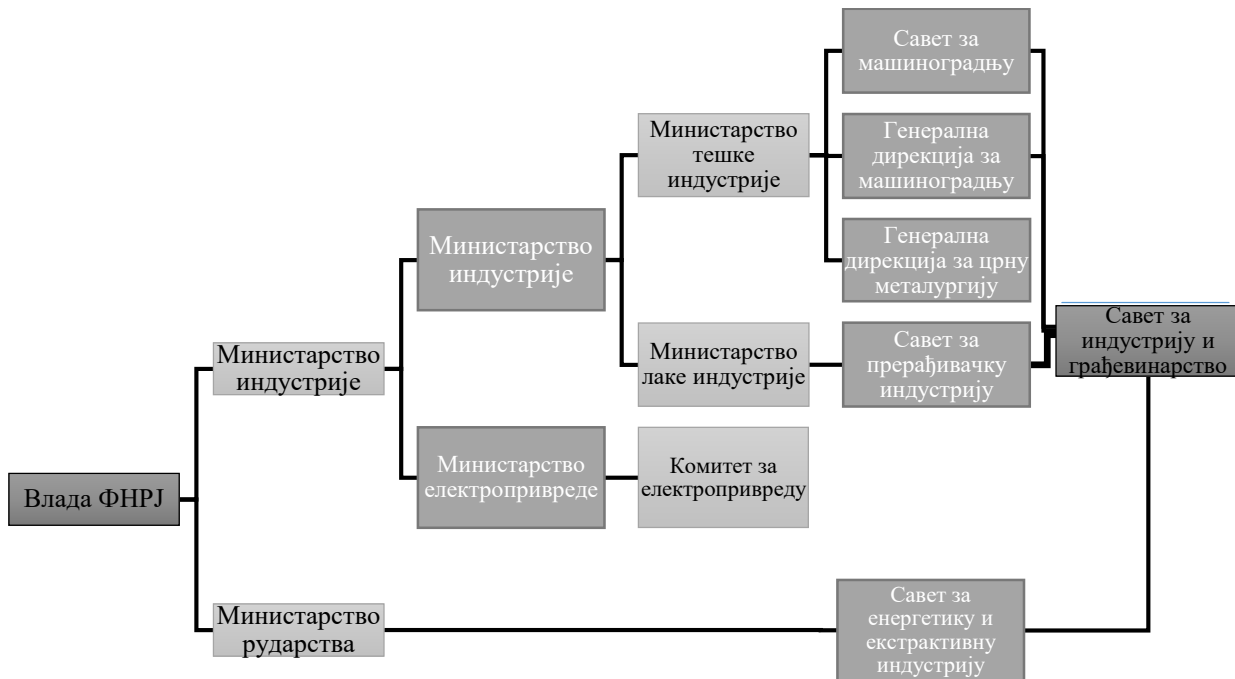 Савет за
машиноградњу
Министарство
тешке
индустрије
Генерална
дирекција за
машиноградњу
Министарство
индустрије
Генерална
дирекција за црну
металургију
Министарство
индустрије
Министарство
лаке индустрије
Савет за
прерађивачку
индустрију
Савет за
индустрију и
грађевинарство
Влада ФНРЈ
Министарство
електропривреде
Комитет за
електропривреду
Министарство
рударства
Савет за
енергетику и
екстрактивну
индустрију